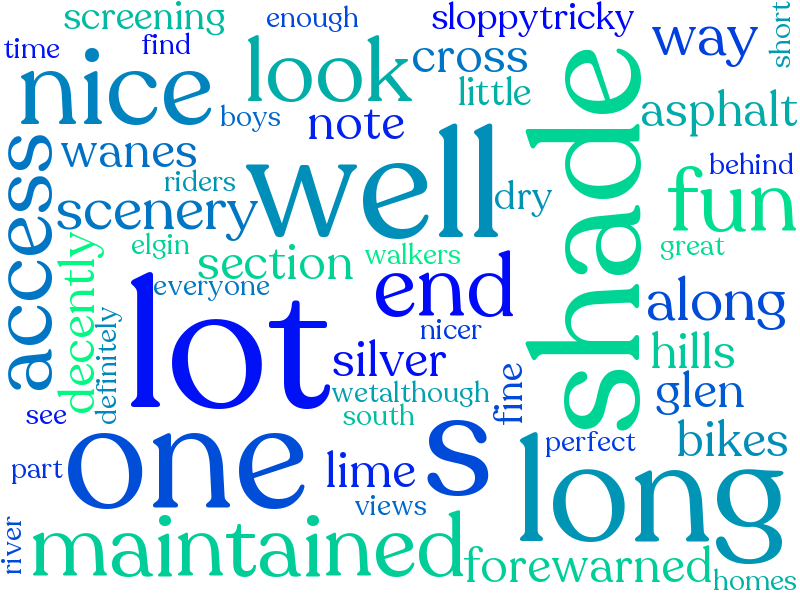 screening
enough
sloppytricky
short
time
find
nice
look
cross
way
little
boys
note
asphalt
access
wanes
well
shade
behind
riders
dry
fun
scenery
elgin
section
walkers
great
decently
everyone
lot
end
along
definitely
nicer
silver
hills
wetalthough
fine
glen
see
south
one
s
long
perfect
bikes
part
lime
views
river
maintained
forewarned
homes